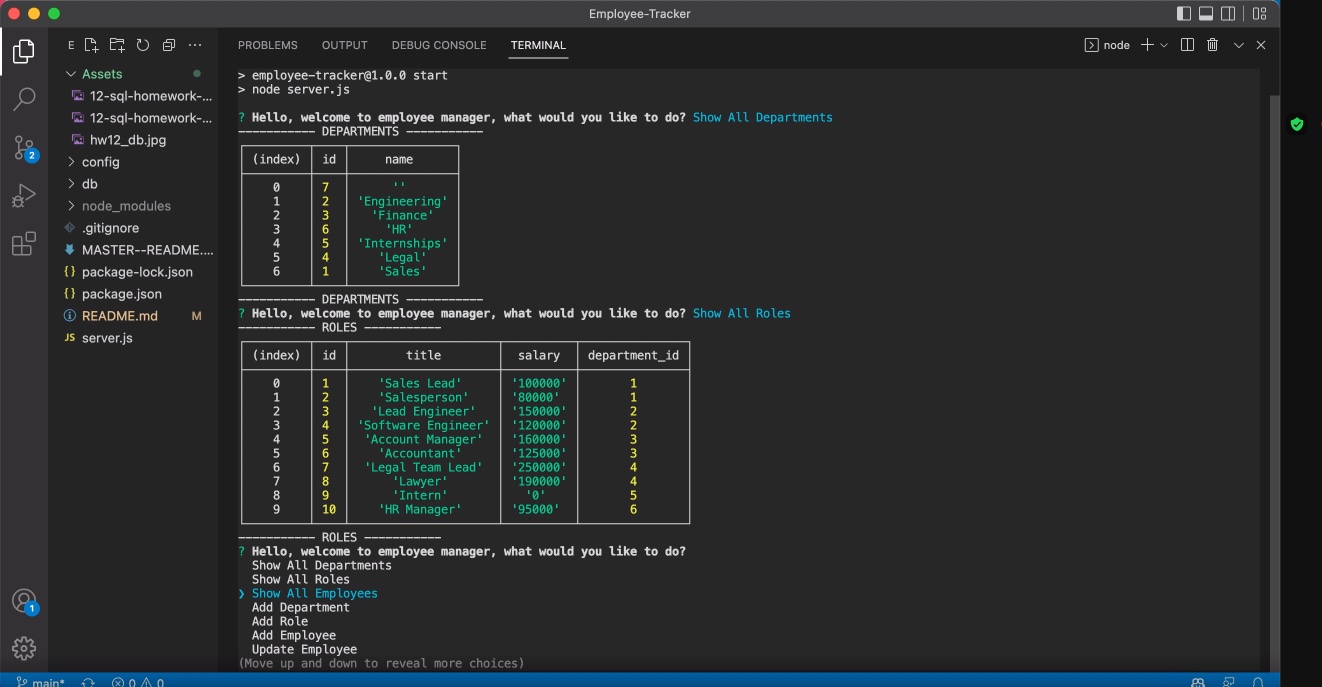 Employee-Tracker
E
Assets
12-sql-homework-...
12-sql-homework-...
hw12_db.jpg
config
db
node_modules
.gitignore
MASTER--README....
{} package-lock.json
{} package.json
README.md M
JS server.js
2
1
PROBLEMS OUTPUT DEBUG CONSOLE TERMINAL node
> employee-tracker@1.0.0 start
> node server.js
? Hello, welcome to employee manager, what would you like to do? Show All Departments
----------- DEPARTMENTS -----------
(index) id name
0 7 ''
1 2 'Engineering'
2 3 'Finance'
3 6 'HR'
4 5 'Internships'
5 4 'Legal'
6 1 'Sales'
----------- DEPARTMENTS -----------
? Hello, welcome to employee manager, what would you like to do? Show All Roles
----------- ROLES -----------
(index) id title salary department_id
0 1 'Sales Lead' '100000' 1
1 2 'Salesperson' '80000' 1
2 3 'Lead Engineer' '150000' 2
3 4 'Software Engineer' '120000' 2
4 5 'Account Manager' '160000' 3
5 6 'Accountant' '125000' 3
6 7 'Legal Team Lead' '250000' 4
7 8 'Lawyer' '190000' 4
8 9 'Intern' '0' 5
9 10 'HR Manager' '95000' 6
----------- ROLES -----------
? Hello, welcome to employee manager, what would you like to do?
Show All Departments
Show All Roles
❯ Show All Employees
Add Department
Add Role
Add Employee
Update Employee
(Move up and down to reveal more choices)
main* 0 0